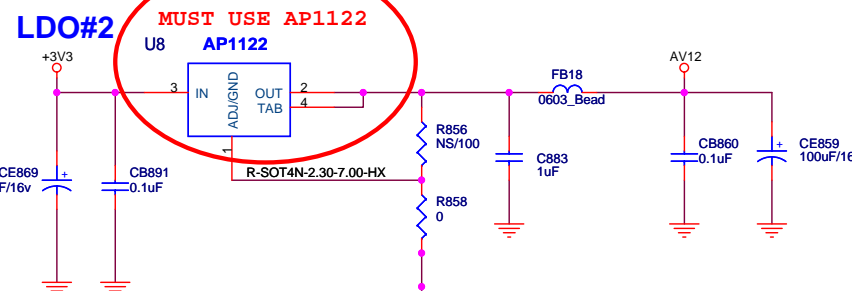 MUST USE AP1122
LDO#2
U8
AP1122
+3V3
AV12
3
IN
ADJ/GND
OUT
TAB
2
4
1
FB18
0603_Bead
R856
NS/100
C883
1uF
CB860
0.1uF
CE859
100uF/16
CE869
F/16v
CB891
0.1uF
R-SOT4N-2.30-7.00-HX
R858
0
+
+